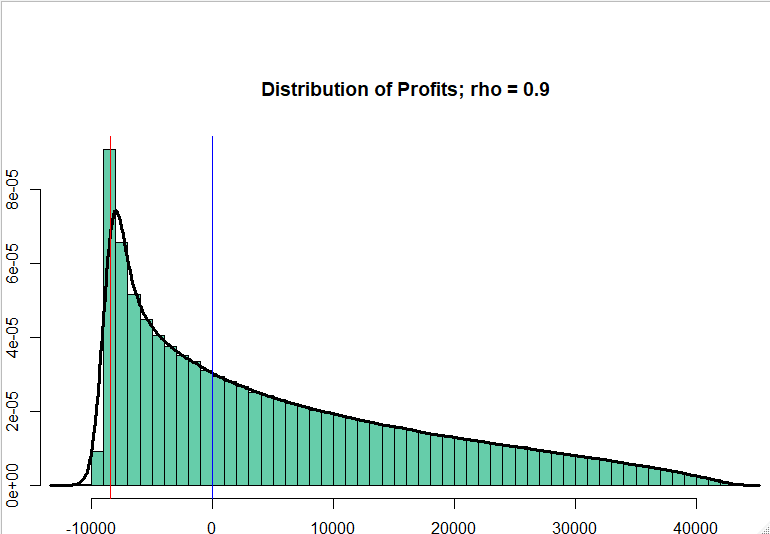 Distribution of Profits; rho = 0.9
8e-05
6e-05
4e-05
2e-05
0e+00
-10000 0 10000 20000 30000 40000